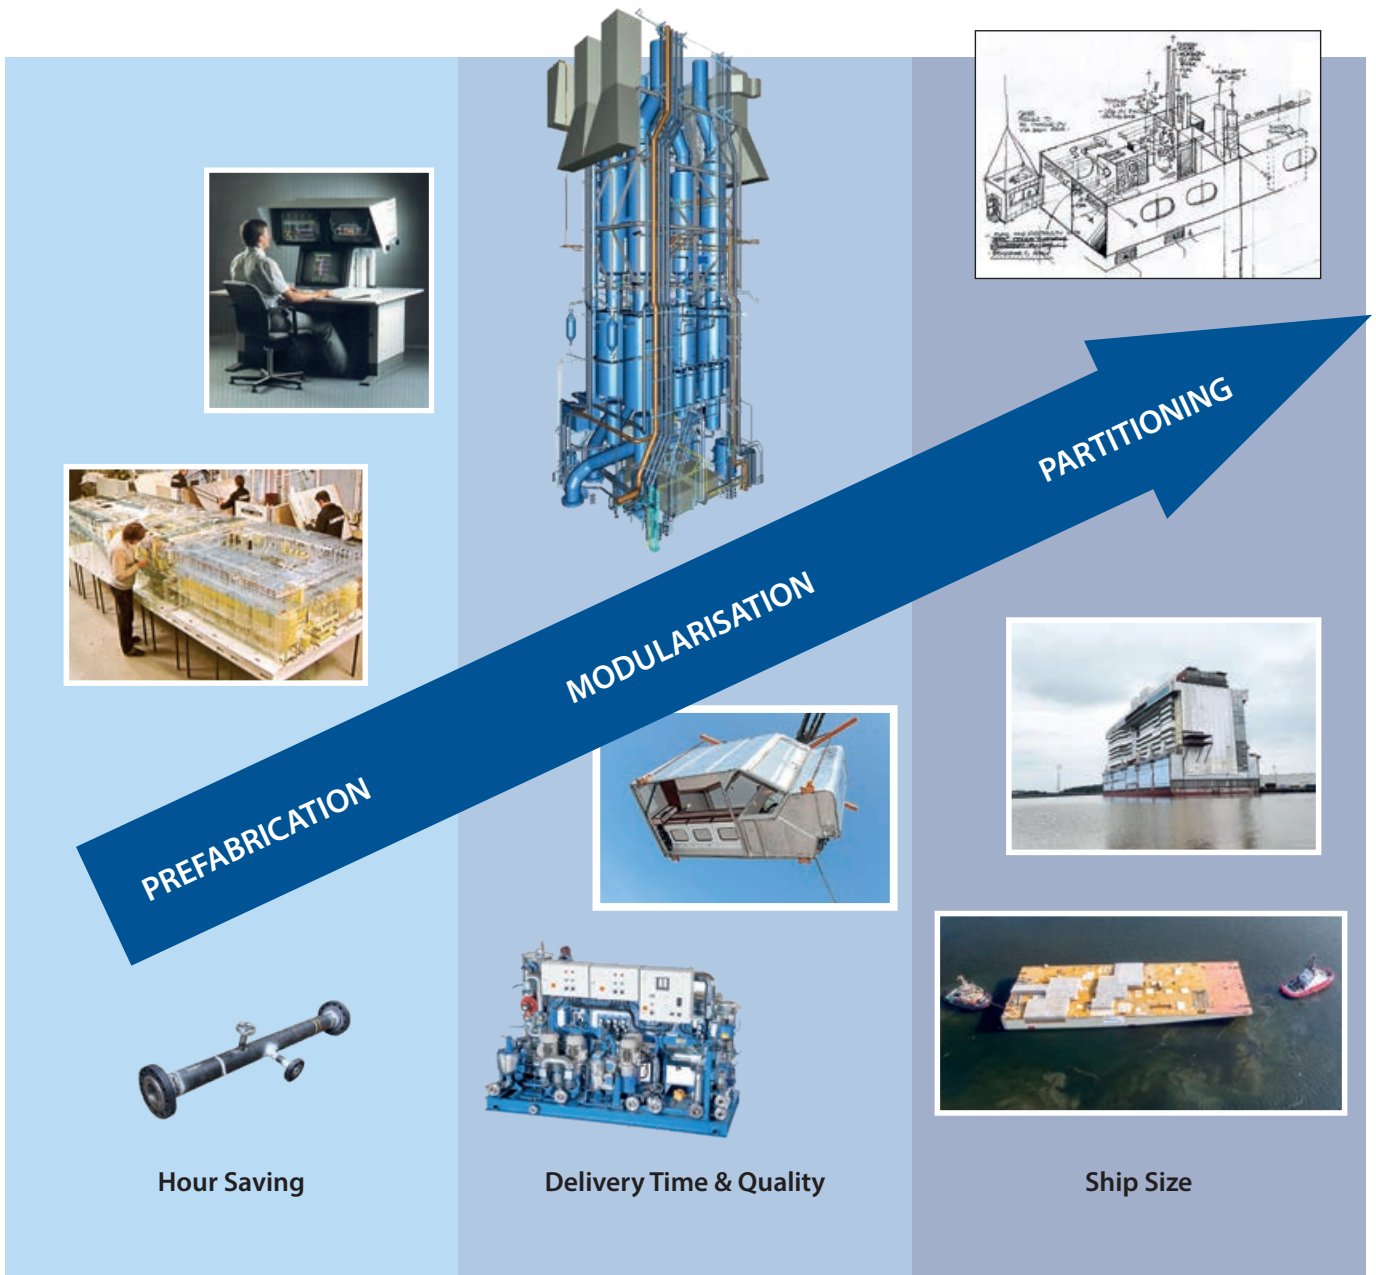 PARTITIONING
MODULARISATION
PREFABRICATION
Hour Saving
Delivery Time & Quality
Ship Size